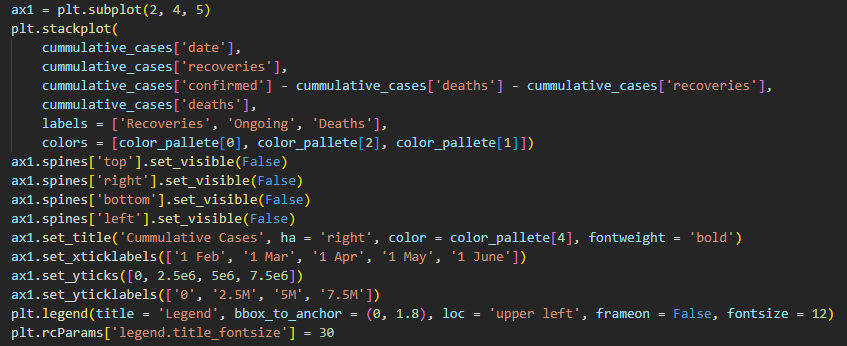 ax1 = plt.subplot(2, 4, 5)
plt.stackplot(
    cummulative_cases['date'],
    cummulative_cases['recoveries'],
    cummulative_cases['confirmed'] - cummulative_cases['deaths'] - cummulative_cases['recoveries'],
    cummulative_cases['deaths'],
    labels = ['Recoveries', 'Ongoing', 'Deaths'],
    colors = [color_pallete[0], color_pallete[2], color_pallete[1]])
ax1.spines['top'].set_visible(False)
ax1.spines['right'].set_visible(False)
ax1.spines['bottom'].set_visible(False)
ax1.spines['left'].set_visible(False)
ax1.set_title('Cummulative Cases', ha = 'right', color = color_pallete[4], fontweight = 'bold')
ax1.set_xticklabels(['1 Feb', '1 Mar', '1 Apr', '1 May', '1 June'])
ax1.set_yticks([0, 2.5e6, 5e6, 7.5e6])
ax1.set_yticklabels(['0', '2.5M', '5M', '7.5M'])
plt.legend(title = 'Legend', bbox_to_anchor = (0, 1.8), loc = 'upper left', frameon = False, fontsize = 12)
plt.rcParams['legend.title_fontsize'] = 30